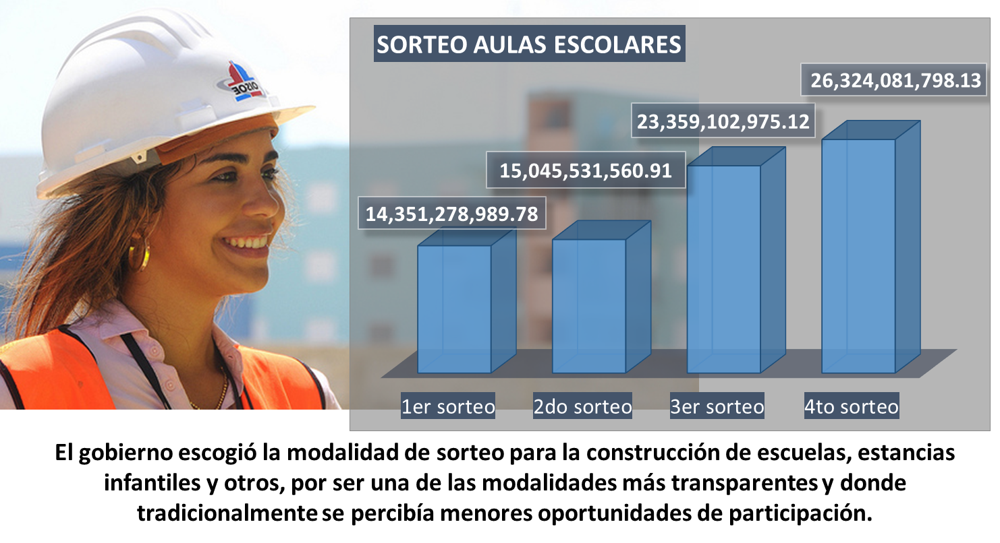 SORTEO AULAS ESCOLARES
26,324,081,798.13
23,359,102,975.12
15,045,531,560.91
14,351,278,989.78
OISOE
1er sorteo 2do sorteo 3er sorteo 4to sorteo
El gobierno escogió la modalidad de sorteo para la construcción de escuelas, estancias
infantiles y otros, por ser una de las modalidades más transparentes y donde
tradicionalmente se percibía menores oportunidades de participación.